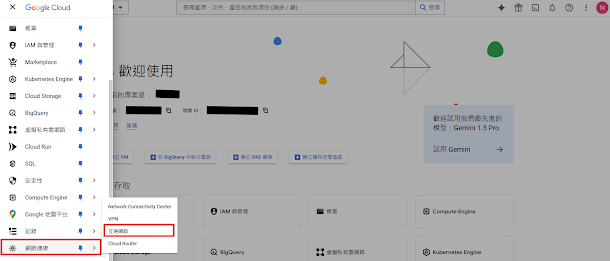 Google Cloud
搜尋資源、文件、產品和其他項目 (請按 / 鍵)
搜尋
N
帳單
IAM 與管理
Marketplace
Kubernetes Engine
Cloud Storage
BigQuery
虛擬私有雲網路
Cloud Run
SQL
安全性
Compute Engine
Google 地圖平台
記錄
網路連線
Network Connectivity Center
VPN
互連網路
Cloud Router
歡迎使用
的專案是：
專案 ID：
建立 VM
在 BigQuery 中執行查詢
建立 GKE 叢集
建立儲存空間值區
歡迎試用我們最先進的
模型：Gemini 1.5 Pro
試用 Gemini
存取
IAM 與管理
帳單
Compute Engine
BigQuery
虛擬私有雲網路
Kubernetes Engine